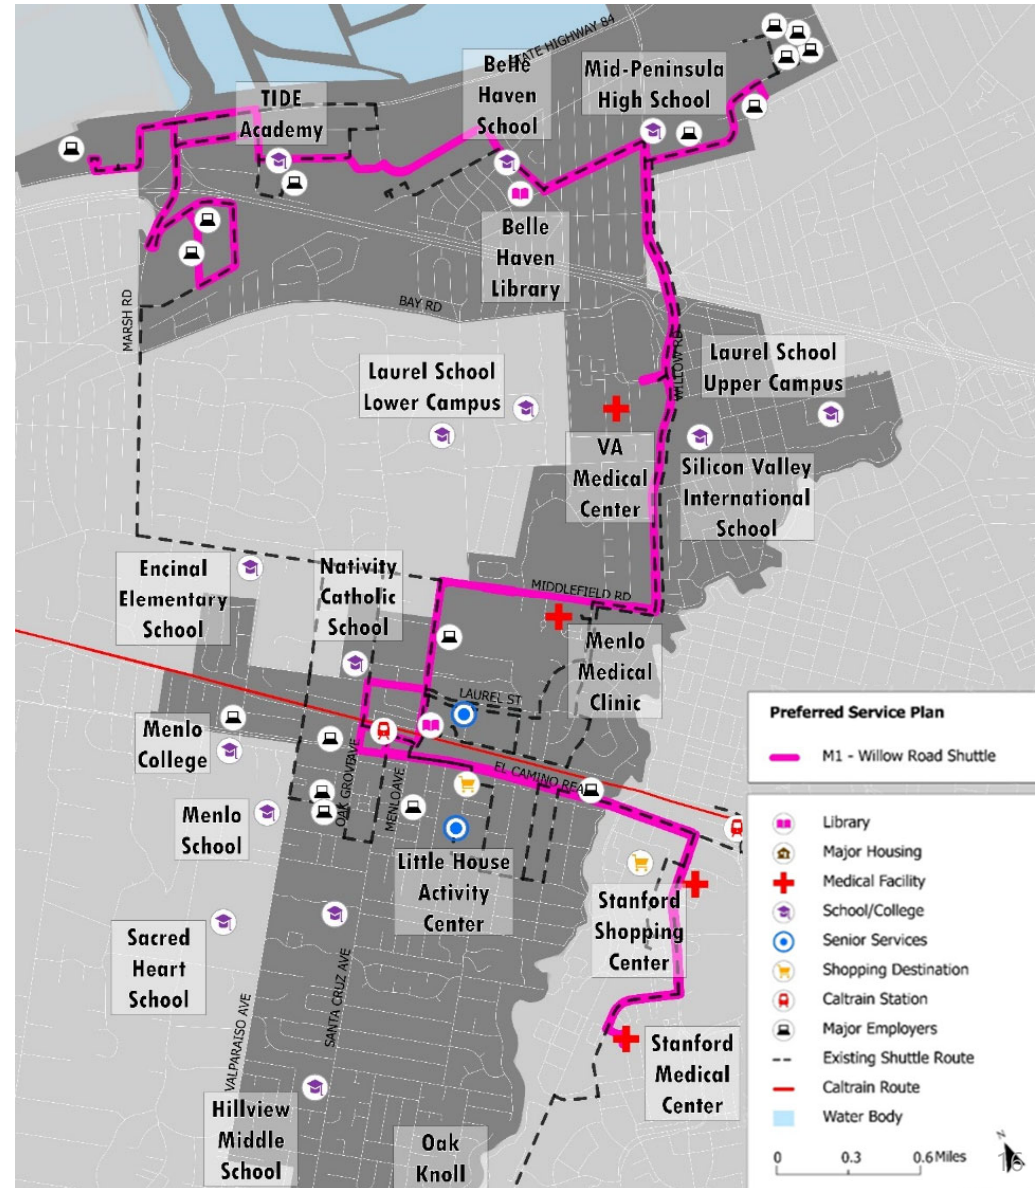 TATE HIGHWAY 84
Belle
Haven
School
Mid-Peninsula
High School
TIDE
Academy
Belle
Haven
Library
BAY RD
MARSH RD
WILLOW RD
Laurel School
Lower Campus
Laurel School
Upper Campus
VA
Medical
Center
Silicon Valley
International
School
Encinal
Elementary
School
Nativity
Catholic
School
MIDDLEFIELD RD
Menlo
Medical
Clinic
LAUREL ST
Menlo
College
OAK GROVE AVE
MENLO AVE
EL CAMINO REA
Menlo
School
Little House
Activity
Center
Stanford
Shopping
Center
Sacred
Heart
School
SANTA CRUZ AVE
VALPARAISO AVE
Stanford
Medical
Center
Hillview
Middle
School
Oak
Knoll
Preferred Service Plan
M1 - Willow Road Shuttle
Library
Major Housing
Medical Facility
School/College
Senior Services
Shopping Destination
Caltrain Station
Major Employers
Existing Shuttle Route
Caltrain Route
Water Body
0 0.3 0.6 Miles